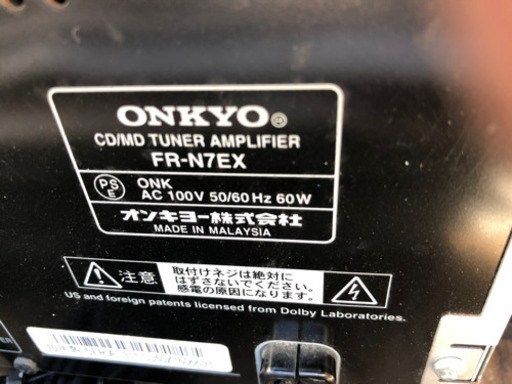 ONKYO®
CD/MD TUNER AMPLIFIER
FR-N7EX
PS
E
ONK
AC 100V 50/60Hz 60W
オンキヨー株式会社
MADE IN MALAYSIA
注意
取付けネジは絶対に
はずさないでください。
感電の原因になります。
US and foreign patents licensed from Dolby Laboratories.